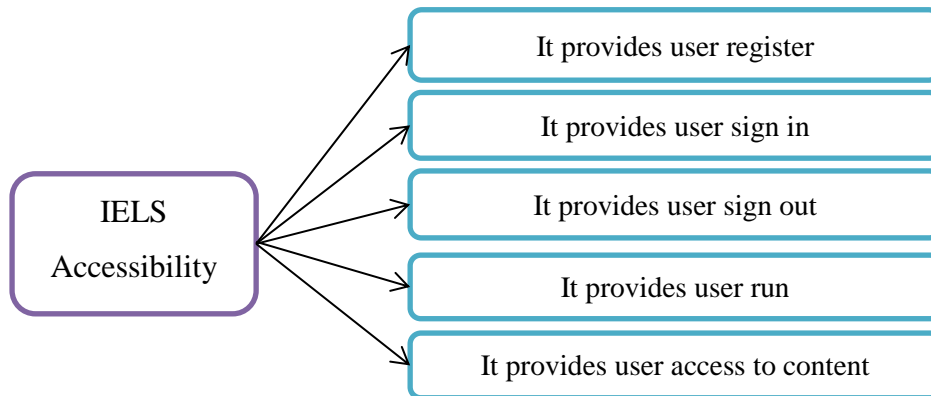 IELS
Accessibility
It provides user register
It provides user sign in
It provides user sign out
It provides user run
It provides user access to content